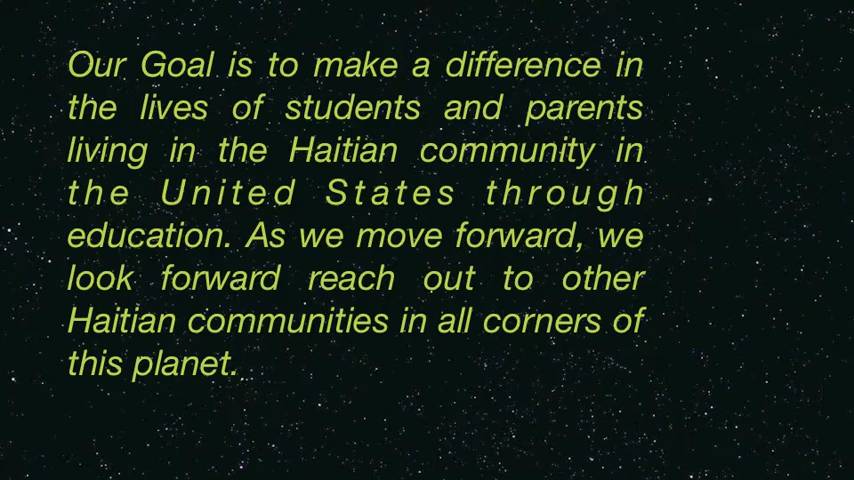 Our Goal is to make a difference in
the lives of students and parents
living in the Haitian community in
the United States through
education. As we move forward, we
look forward reach out to other
Haitian communities in all corners of
this planet.